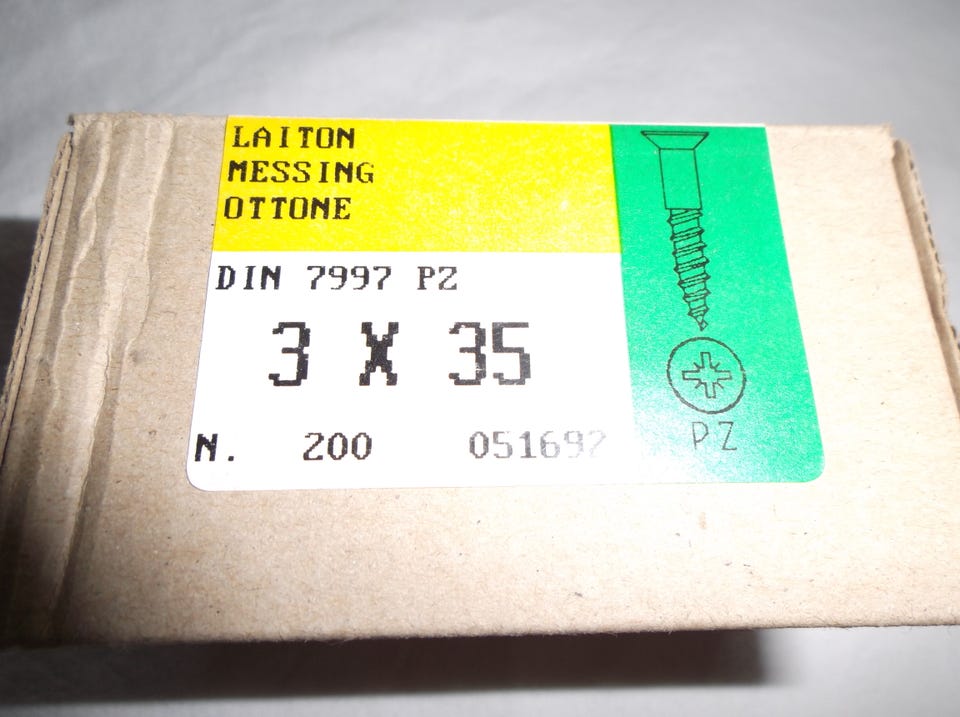 LAITON
MESSING
OTTONE
DIN 7997 PZ
3 X 35
N. 200 051692
PZ